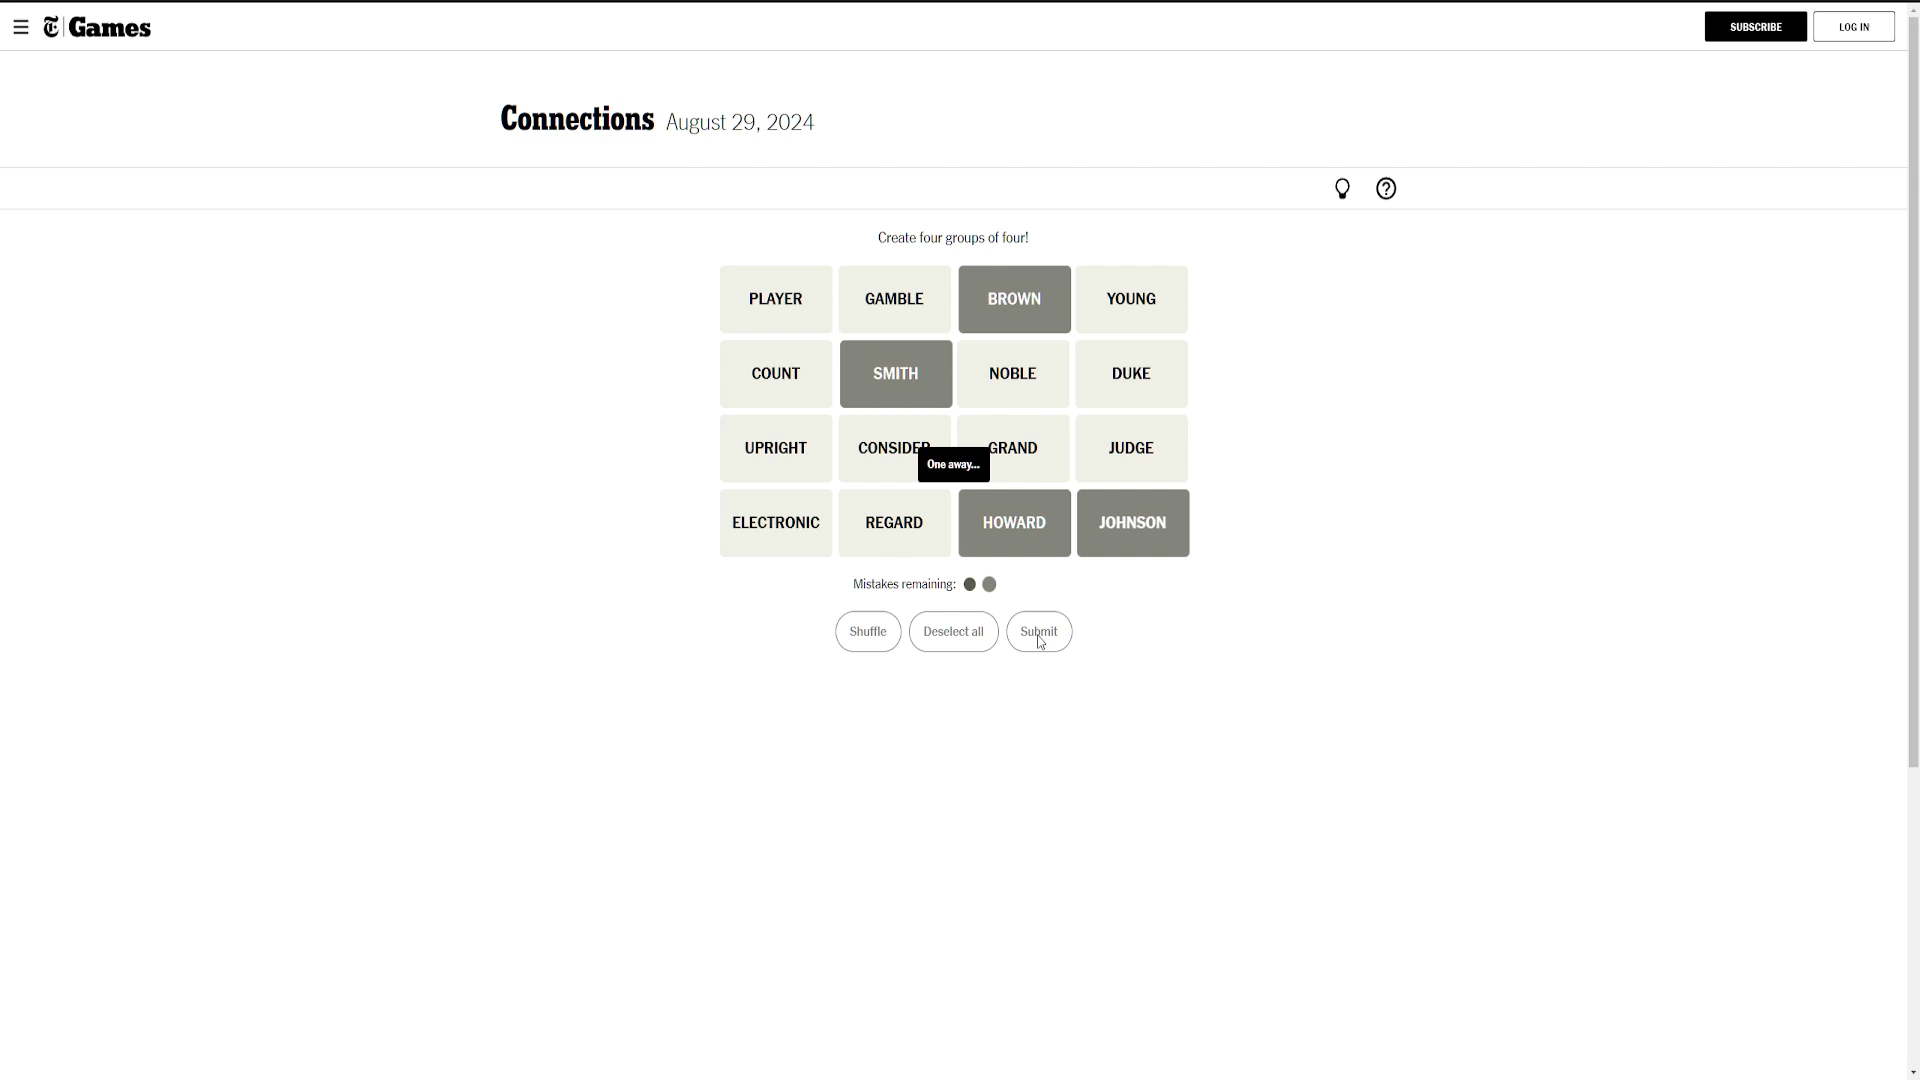 T Games
SUBSCRIBE
LOG IN
Connections August 29, 2024
Create four groups of four!
PLAYER GAMBLE BROWN YOUNG
COUNT SMITH NOBLE DUKE
UPRIGHT CONSIDER GRAND JUDGE
One away...
ELECTRONIC REGARD HOWARD JOHNSON
Mistakes remaining:
Shuffle Deselect all Submit